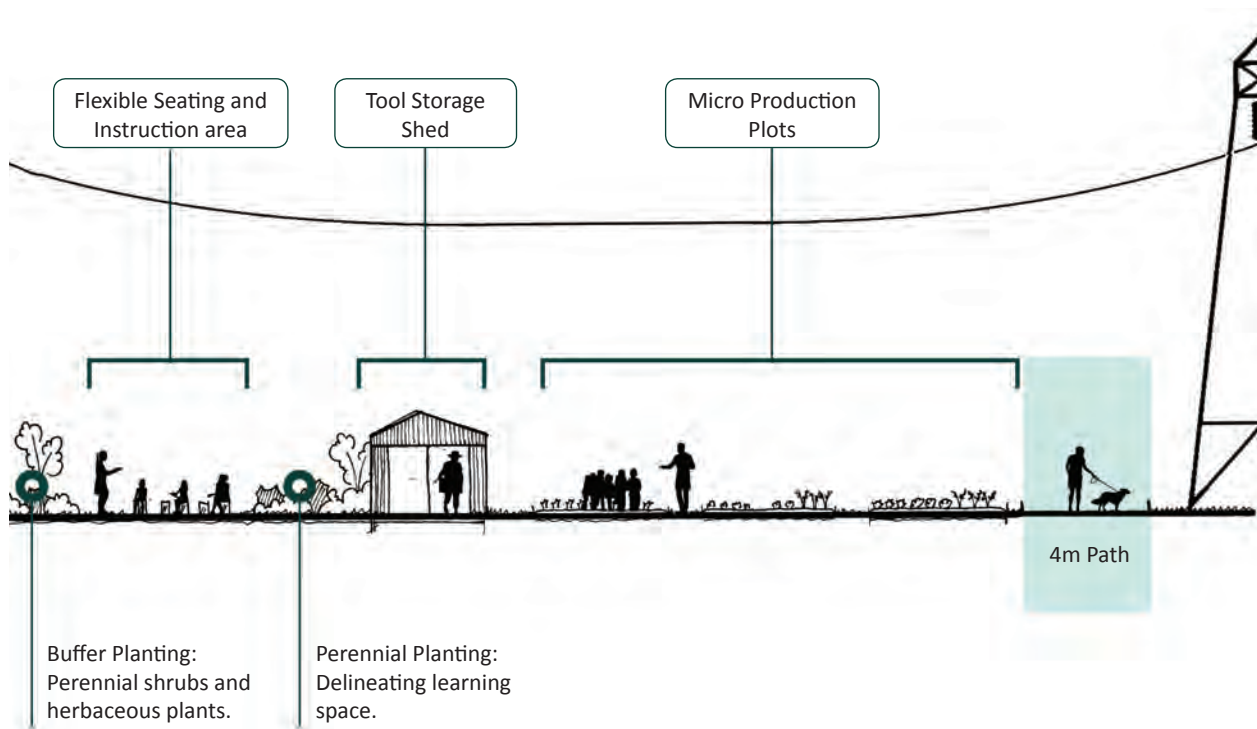 Flexible Seating and
Instruction area
Tool Storage
Shed
Micro Production
Plots
4m Path
Buffer Planting:
Perennial shrubs and
herbaceous plants.
Perennial Planting:
Delineating learning
space.